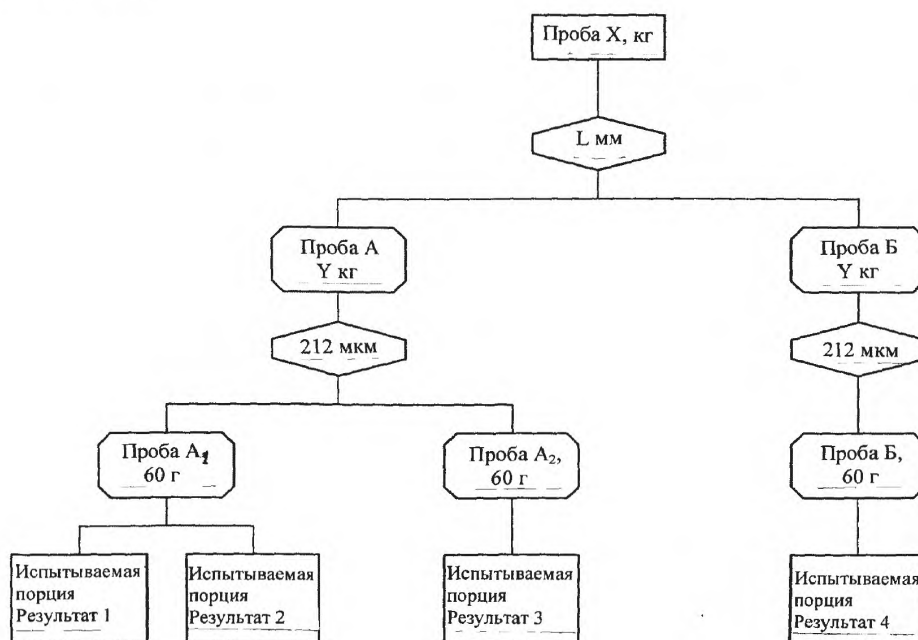 Проба X, кг
L мм
Проба А
Y кг
Проба Б
Y кг
212 мкм
212 мкм
Проба А₁
60 г
Проба А₂,
60 г
Проба Б,
60 г
Испытываемая
порция
Результат 1
Испытываемая
порция
Результат 2
Испытываемая
порция
Результат 3
Испытываемая
порция
Результат 4